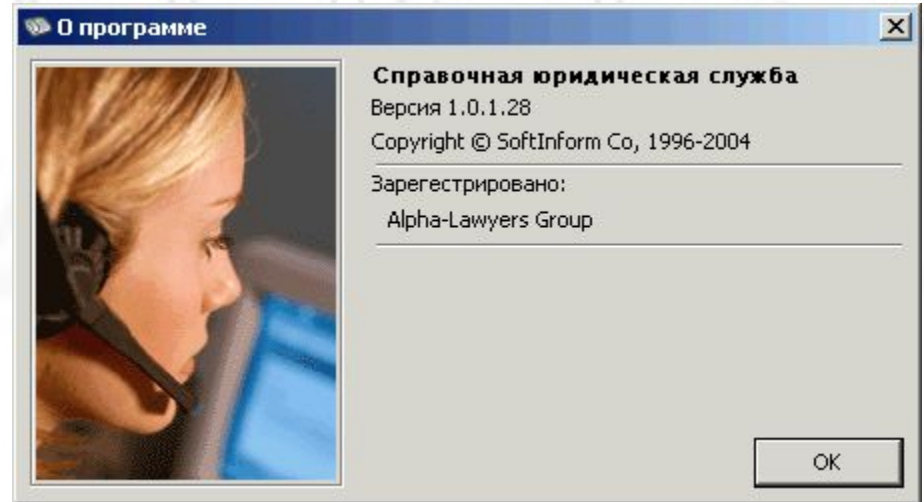 О программе
Справочная юридическая служба
Версия 1.0.1.28
Copyright © SoftInform Co, 1996-2004
Зарегестрировано:
Alpha-Lawyers Group
OK